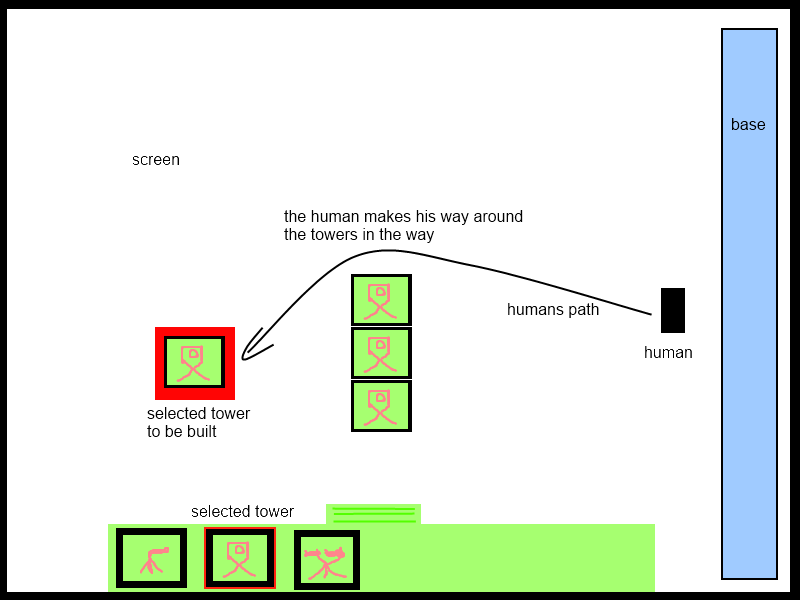 base
screen
the human makes his way around
the towers in the way
humans path
human
selected tower
to be built
selected tower